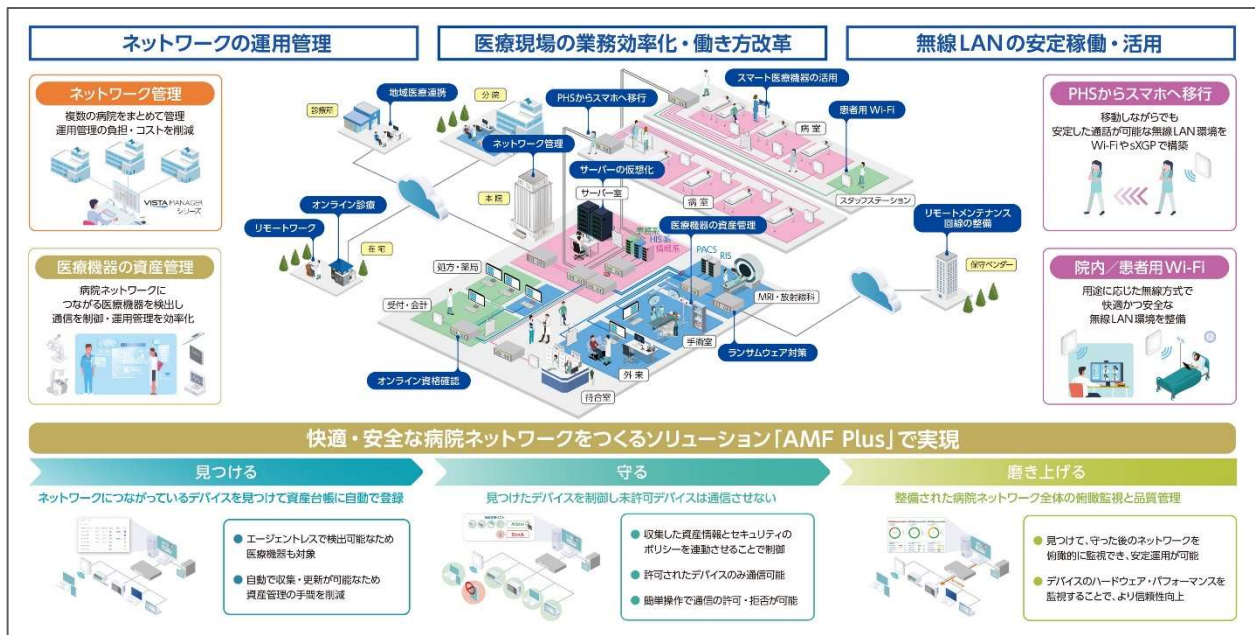 ネットワークの運用管理
医療現場の業務効率化・働き方改革
無線LANの安定稼働・活用
ネットワーク管理
複数の病院をまとめて管理
運用管理の負担・コストを削減
VISTA MANAGER
シリーズ
医療機器の資産管理
病院ネットワークに
つながる医療機器を検出し
通信を制御・運用管理を効率化
地域医療連携
診療所
分院
PHSからスマホへ移行
スマート医療機器の活用
病室
患者用 Wi-Fi
ネットワーク管理
サーバーの仮想化
サーバー室
本院
病室
スタッフステーション
オンライン診療
リモートワーク
在宅
医療機器の資産管理
業務系
HIS系
情報系
PACS
RIS
処方・薬局
受付・会計
MRI・放射線科
手術室
ランサムウェア対策
外来
オンライン資格確認
待合室
リモートメンテナンス
回線の整備
保守ベンダー
PHSからスマホへ移行
移動しながらでも
安定した通話が可能な無線LAN環境を
Wi-FiやsXGPで構築
院内／患者用Wi-Fi
用途に応じた無線方式で
快適かつ安全な
無線LAN環境を整備
快適・安全な病院ネットワークをつくるソリューション「AMF Plus」で実現
見つける
ネットワークにつながっているデバイスを見つけて資産台帳に自動で登録
● エージェントレスで検出可能なため
医療機器も対象
● 自動で収集・更新が可能なため
資産管理の手間を削減
守る
見つけたデバイスを制御し未許可デバイスは通信させない
Allow
● 収集した資産情報とセキュリティの
ポリシーを連動させることで制御
● 許可されたデバイスのみ通信可能
● 簡単操作で通信の許可・拒否が可能
磨き上げる
整備された病院ネットワーク全体の俯瞰監視と品質管理
● 見つけて、守った後のネットワークを
俯瞰的に監視でき、安定運用が可能
● デバイスのハードウェア・パフォーマンスを
監視することで、より信頼性向上